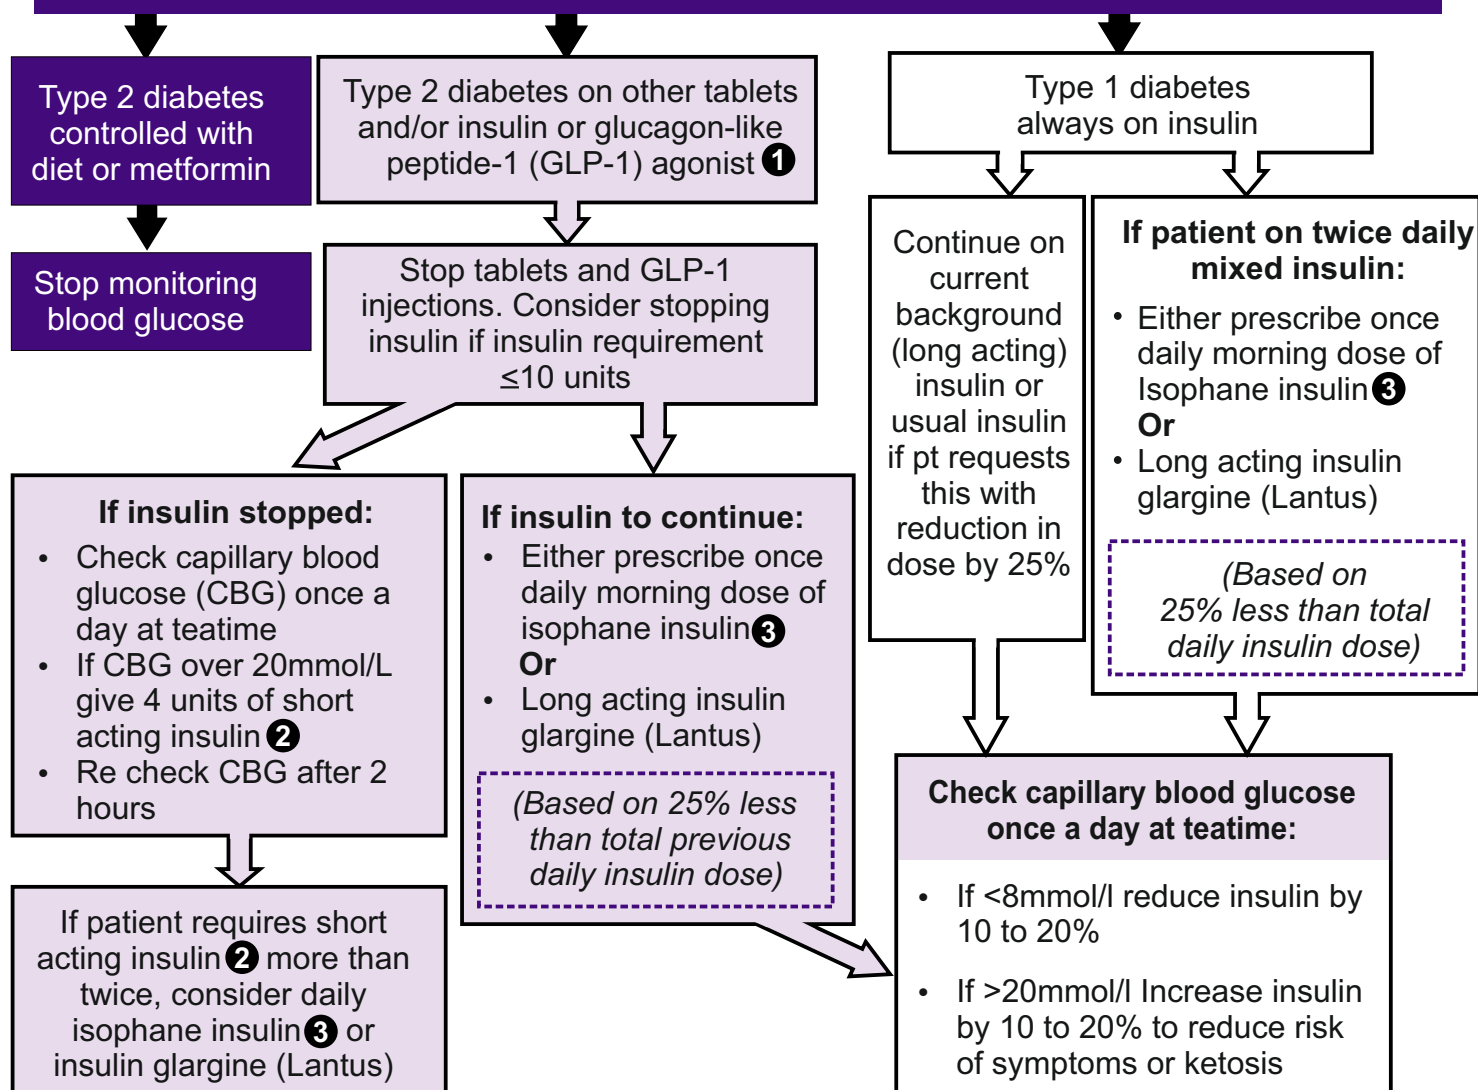 Type 2 diabetes
controlled with
diet or metformin
Stop monitoring
blood glucose
Type 2 diabetes on other tablets
and/or insulin or glucagon-like
peptide-1 (GLP-1) agonist 1
Stop tablets and GLP-1
injections. Consider stopping
insulin if insulin requirement
≤10 units
If insulin stopped:
• Check capillary blood
glucose (CBG) once a
day at teatime
• If CBG over 20mmol/L
give 4 units of short
acting insulin 2
• Re check CBG after 2
hours
If patient requires short
acting insulin 2 more than
twice, consider daily
isophane insulin 3 or
insulin glargine (Lantus)
If insulin to continue:
• Either prescribe once
daily morning dose of
isophane insulin 3
Or
• Long acting insulin
glargine (Lantus)
(Based on 25% less
than total previous
daily insulin dose)
Type 1 diabetes
always on insulin
Continue on
current
background
(long acting)
insulin or
usual insulin
if pt requests
this with
reduction in
dose by 25%
If patient on twice daily
mixed insulin:
• Either prescribe once
daily morning dose of
Isophane insulin 3
Or
• Long acting insulin
glargine (Lantus)
(Based on
25% less than total
daily insulin dose)
Check capillary blood glucose
once a day at teatime:
• If <8mmol/l reduce insulin by
10 to 20%
• If >20mmol/l Increase insulin
by 10 to 20% to reduce risk
of symptoms or ketosis